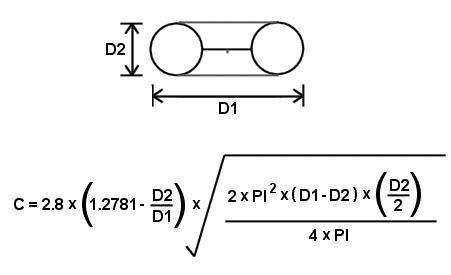 D2
D1
C = 2.8 x (1.2781 - D2/D1) x √(2 x PI² x (D1 - D2) x (D2/2) / 4 x PI)